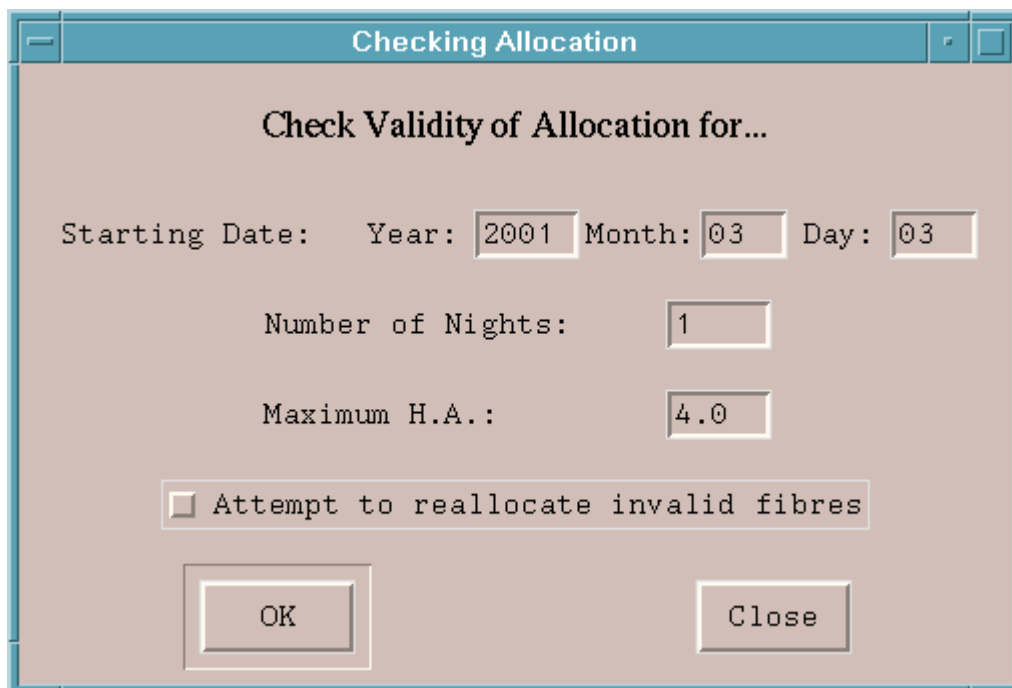 Checking Allocation
Check Validity of Allocation for...
Starting Date: Year: 2001 Month: 03 Day: 03
Number of Nights: 1
Maximum H.A.: 4.0
Attempt to reallocate invalid fibres
OK Close